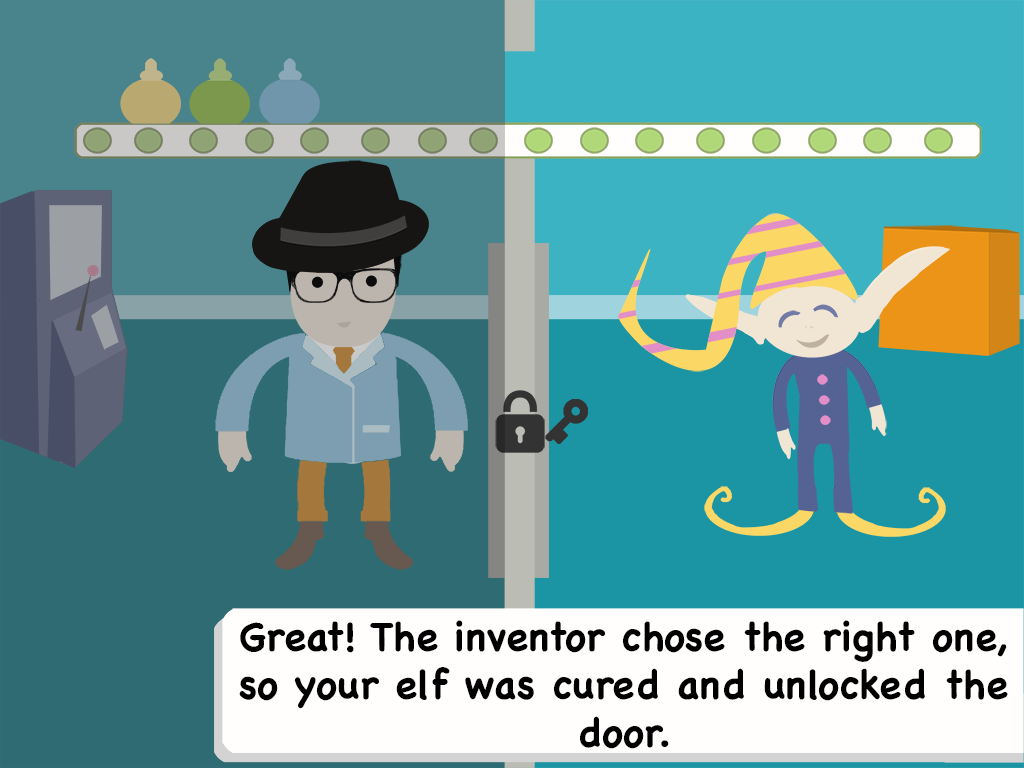 Great! The inventor chose the right one,
so your elf was cured and unlocked the
door.